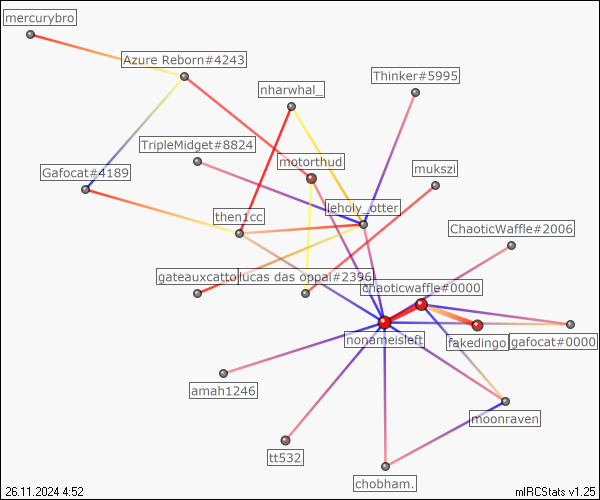 mercurybro
Azure Reborn#4243
Thinker#5995
nharwhal_
TripleMidget#8824
motorthud
mukszi
Gafocat#4189
leholy_otter
then1cc
ChaoticWaffle#2006
gateauxcatto
lucas das oppai#2396
chaoticwaffle#0000
nonameisleft
fakedingo
gafocat#0000
amah1246
moonraven
tt532
chobham.
26.11.2024 4:52
mIRCStats v1.25